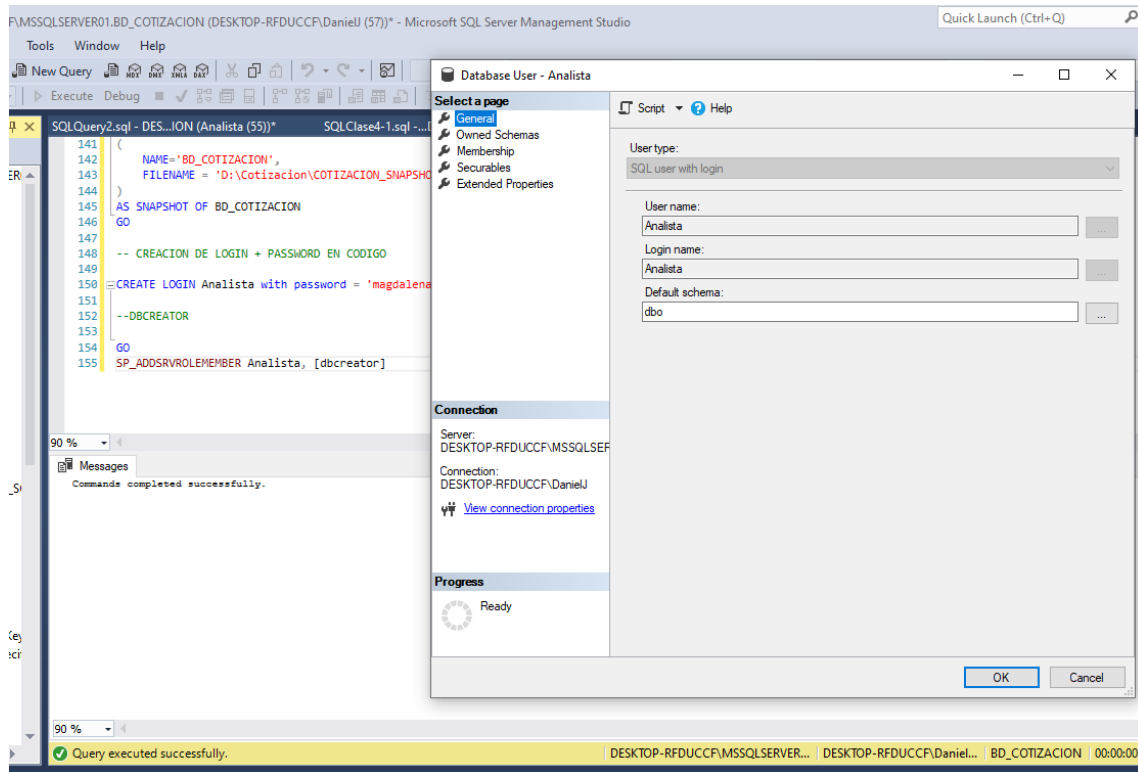 F\MSSQLSERVER01.BD_COTIZACION (DESKTOP-RFDUCCF\DanielJ (57))* - Microsoft SQL Server Management Studio
Quick Launch (Ctrl+Q)
Tools Window Help
New Query MDX DMX XMLA DAX
Execute Debug
SQLQuery2.sql - DES...ION (Analista (55))* SQLClase4-1.sql -...
141 (
142 NAME='BD_COTIZACION',
143 FILENAME = 'D:\Cotizacion\COTIZACION_SNAPSHO
144 )
145 AS SNAPSHOT OF BD_COTIZACION
146 GO
147
148 -- CREACION DE LOGIN + PASSWORD EN CODIGO
149
150 CREATE LOGIN Analista with password = 'magdalena
151
152 --DBCREATOR
153
154 GO
155 SP_ADDSRVROLEMEMBER Analista, [dbcreator]
90 %
Messages
Commands completed successfully.
90 %
Query executed successfully.
DESKTOP-RFDUCCF\MSSQLSERVER... DESKTOP-RFDUCCF\Daniel... BD_COTIZACION 00:00:00
Database User - Analista
Select a page
General
Owned Schemas
Membership
Securables
Extended Properties
Connection
Server:
DESKTOP-RFDUCCF\MSSQLSER
Connection:
DESKTOP-RFDUCCF\DanielJ
View connection properties
Progress
Ready
Script Help
User type:
SQL user with login
User name:
Analista
...
Login name:
Analista
...
Default schema:
dbo
...
OK Cancel